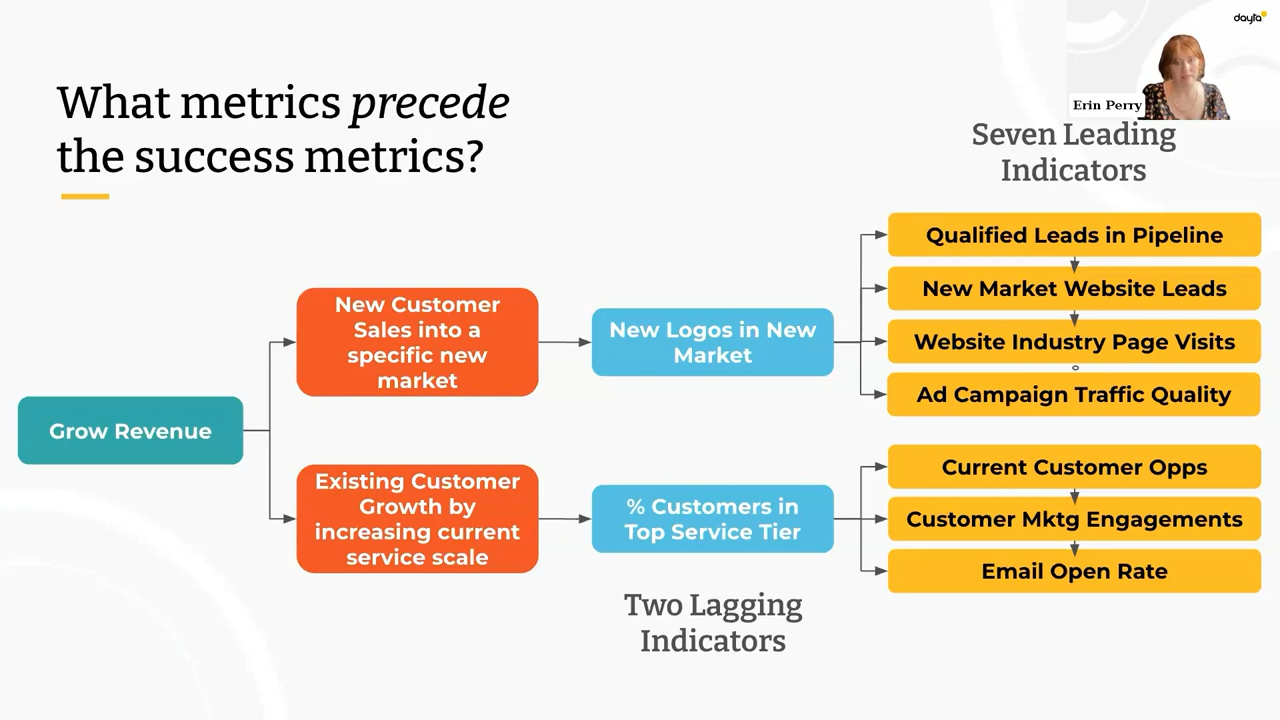 dayta
Erin Perry
What metrics precede
the success metrics?
Seven Leading
Indicators
Grow Revenue
New Customer
Sales into a
specific new
market
New Logos in New
Market
Qualified Leads in Pipeline
New Market Website Leads
Website Industry Page Visits
Ad Campaign Traffic Quality
Existing Customer
Growth by
increasing current
service scale
% Customers in
Top Service Tier
Current Customer Opps
Customer Mktg Engagements
Email Open Rate
Two Lagging
Indicators